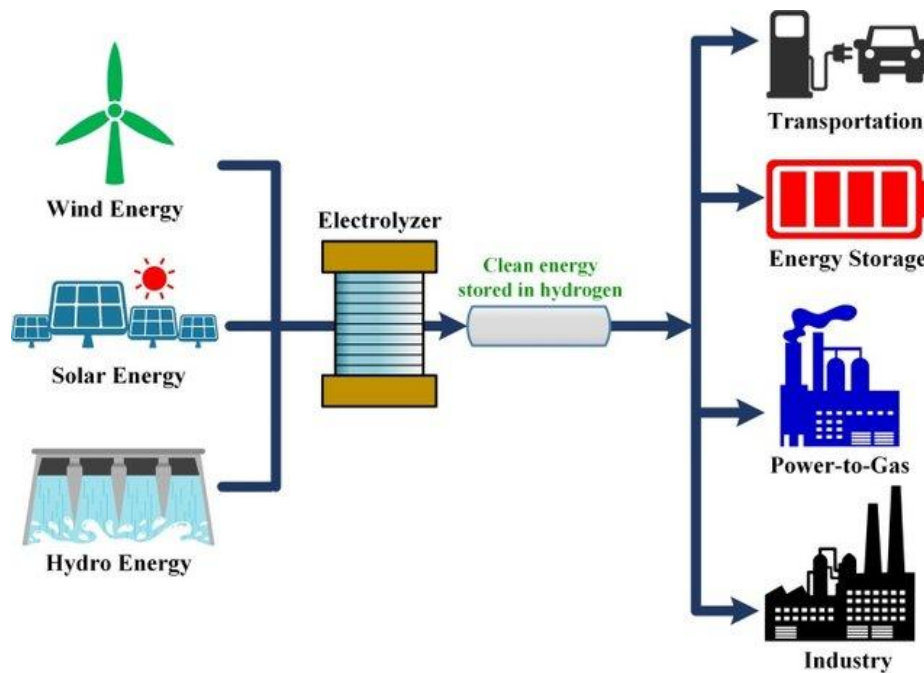 Wind Energy
Solar Energy
Hydro Energy
Electrolyzer
Clean energy
stored in hydrogen
Transportation
Energy Storage
Power-to-Gas
Industry